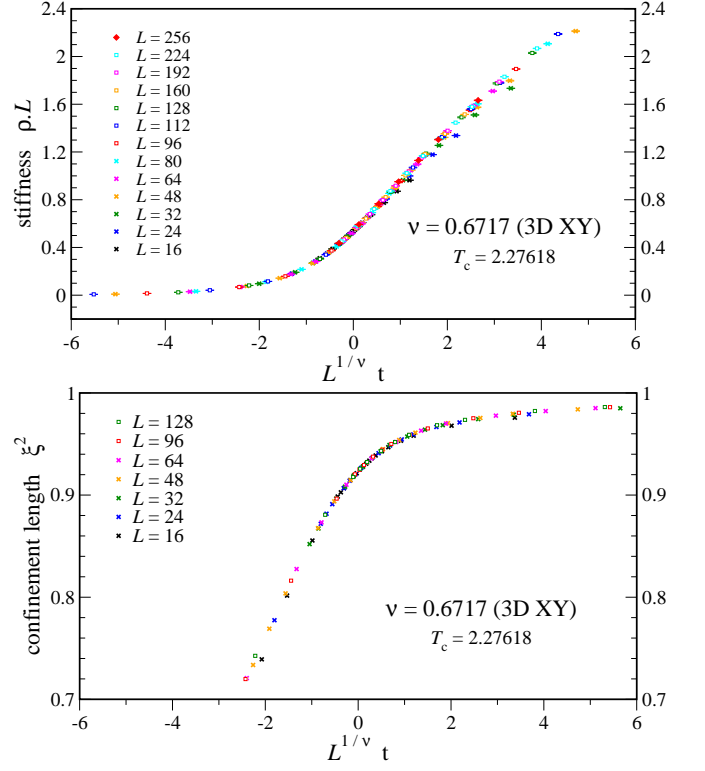 2.4 2.4
2 2
1.6 1.6
1.2 1.2
0.8 0.8
0.4 0.4
0 0
stiffness ρ.L
L = 256
L = 224
L = 192
L = 160
L = 128
L = 112
L = 96
L = 80
L = 64
L = 48
L = 32
L = 24
L = 16
ν = 0.6717 (3D XY)
T_c = 2.27618
-6 -4 -2 0 2 4 6
L^{1/ν} t
1 1
0.9 0.9
0.8 0.8
0.7 0.7
confinement length ξ^2
L = 128
L = 96
L = 64
L = 48
L = 32
L = 24
L = 16
ν = 0.6717 (3D XY)
T_c = 2.27618
-6 -4 -2 0 2 4 6
L^{1/ν} t